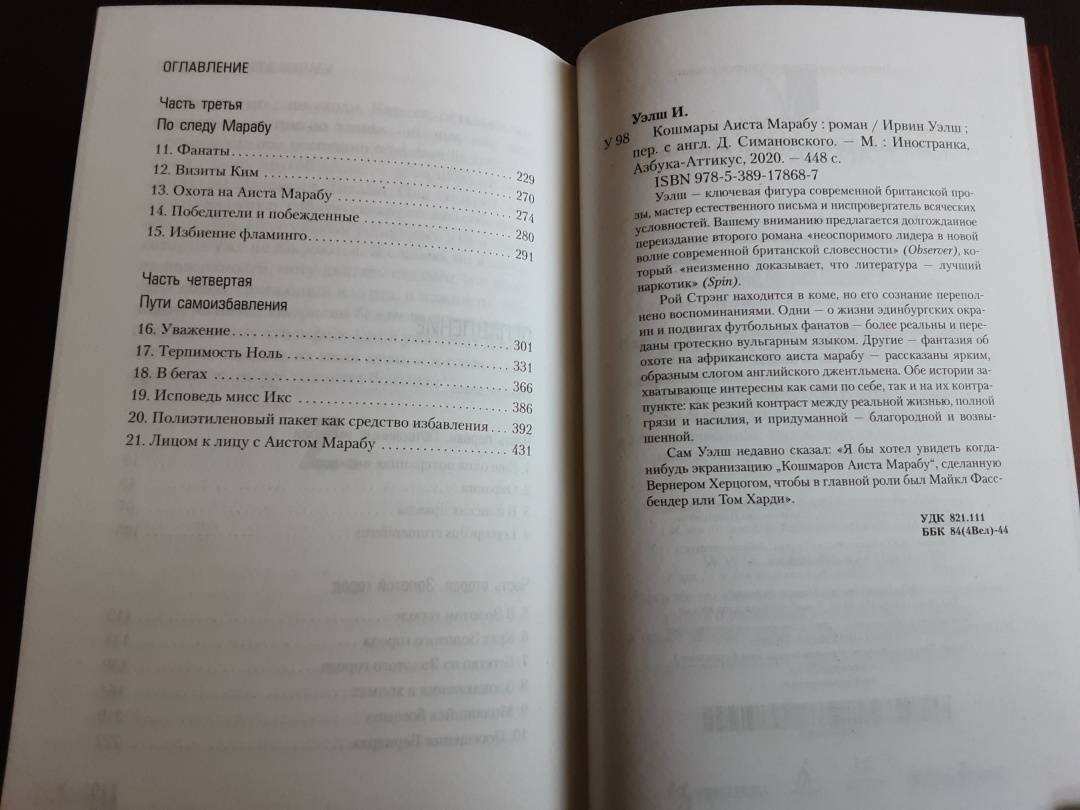 ОГЛАВЛЕНИЕ
Часть третья
По следу Марабу
11. Фанаты 229
12. Визиты Ким 270
13. Охота на Аиста Марабу 274
14. Победители и побежденные 280
15. Избиение фламинго 291
Часть четвертая
Пути самоизбавления
16. Уважение 301
17. Терпимость Ноль 331
18. В бегах 366
19. Исповедь мисс Икс 386
20. Полиэтиленовый пакет как средство избавления 392
21. Лицом к лицу с Аистом Марабу 431
Уэлш И.
У 98 Кошмары Аиста Марабу : роман / Ирвин Уэлш ;
пер. с англ. Д. Симановского. — М. : Иностранка,
Азбука-Аттикус, 2020. — 448 с.
ISBN 978-5-389-17868-7
Уэлш — ключевая фигура современной британской про-
зы, мастер естественного письма и ниспровергатель всяческих
условностей. Вашему вниманию предлагается долгожданное
переиздание второго романа «неоспоримого лидера в новой
волне современной британской словесности» (Observer), ко-
торый «неизменно доказывает, что литература — лучший
наркотик» (Spin).
Рой Стрэнг находится в коме, но его сознание перепол-
нено воспоминаниями. Одни — о жизни эдинбургских окра-
ин и подвигах футбольных фанатов — более реальны и пере-
даны гротескно вульгарным языком. Другие — фантазия об
охоте на африканского аиста марабу — рассказаны ярким,
образным слогом английского джентльмена. Обе истории за-
хватывающе интересны как сами по себе, так и на их контра-
пункте: как резкий контраст между реальной жизнью, полной
грязи и насилия, и придуманной — благородной и возвы-
шенной.
Сам Уэлш недавно сказал: «Я бы хотел увидеть когда-
нибудь экранизацию „Кошмаров Аиста Марабу“, сделанную
Вернером Херцогом, чтобы в главной роли был Майкл Фасс-
бендер или Том Харди».
УДК 821.111
ББК 84(4Вел)-44